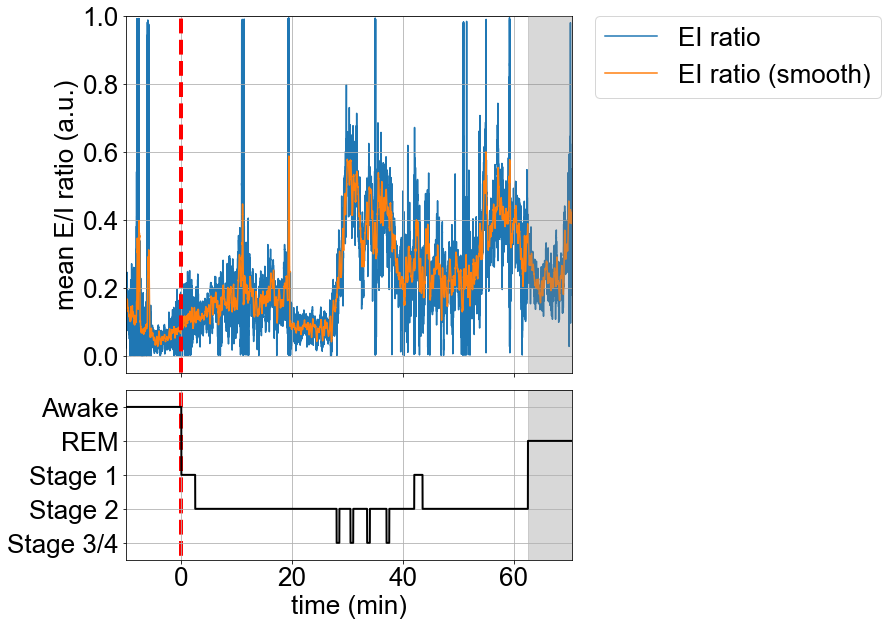 1.0
0.8
0.6
0.4
0.2
0.0
mean E/I ratio (a.u.)
EI ratio
EI ratio (smooth)
Awake
REM
Stage 1
Stage 2
Stage 3/4
0 20 40 60
time (min)